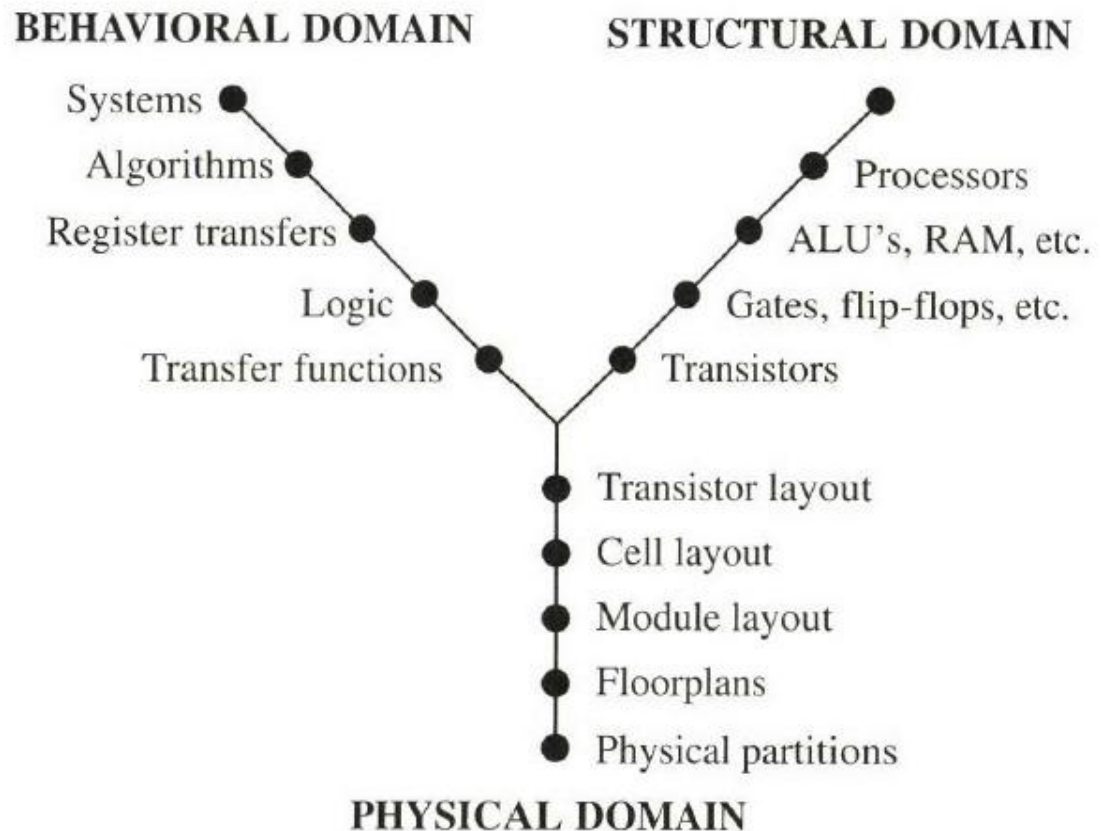 BEHAVIORAL DOMAIN
STRUCTURAL DOMAIN
Systems
Algorithms
Register transfers
Logic
Transfer functions
Processors
ALU's, RAM, etc.
Gates, flip-flops, etc.
Transistors
Transistor layout
Cell layout
Module layout
Floorplans
Physical partitions
PHYSICAL DOMAIN